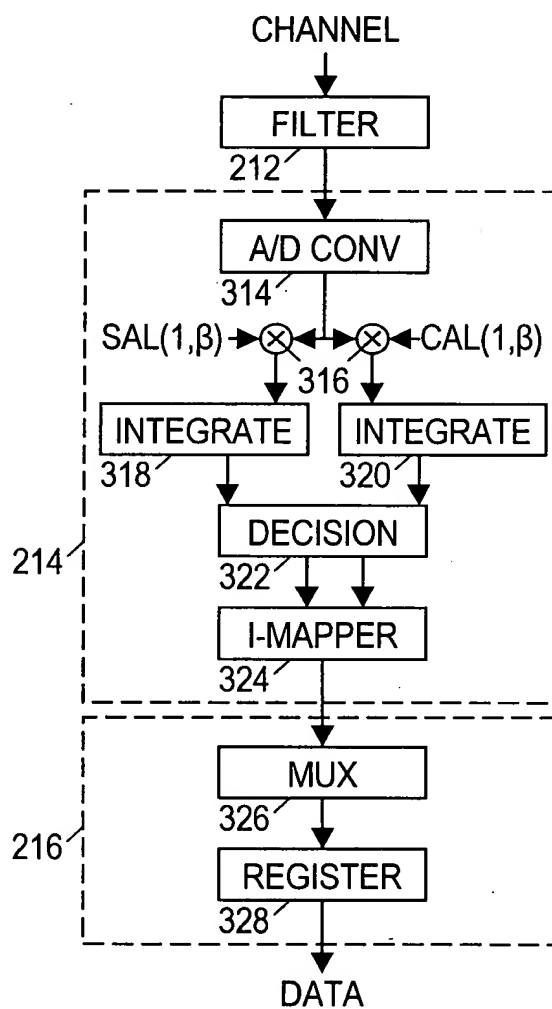 CHANNEL
FILTER
212
A/D CONV
314
SAL(1,β)
CAL(1,β)
316
INTEGRATE
INTEGRATE
318
320
DECISION
214
322
I-MAPPER
324
MUX
326
216
REGISTER
328
DATA